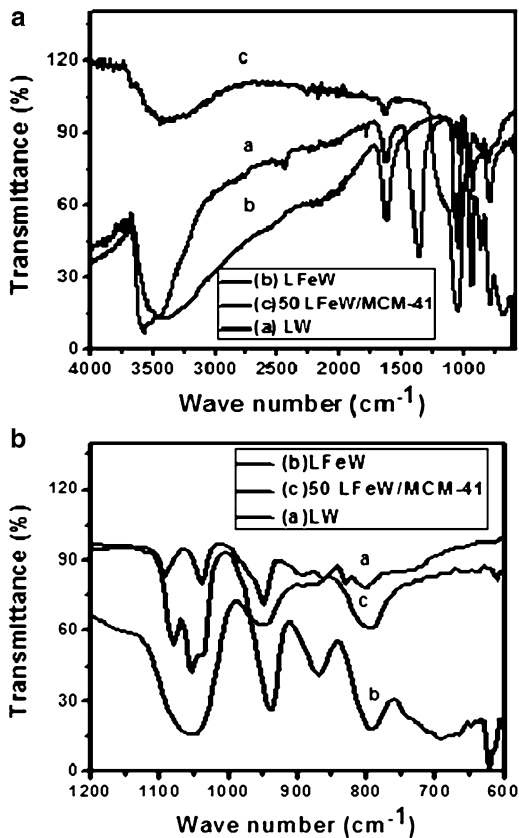 a
120
90
60
30
0
Transmittance (%)
c
a
b
(b) LFeW
(c)50 LFeW/MCM-41
(a) LW
4000 3500 3000 2500 2000 1500 1000
Wave number (cm-1)
b
120
90
60
30
0
Transmittance (%)
(b)LFeW
(c)50 LFeW/MCM-41
(a)LW
a
c
b
1200 1100 1000 900 800 700 600
Wave number (cm-1)